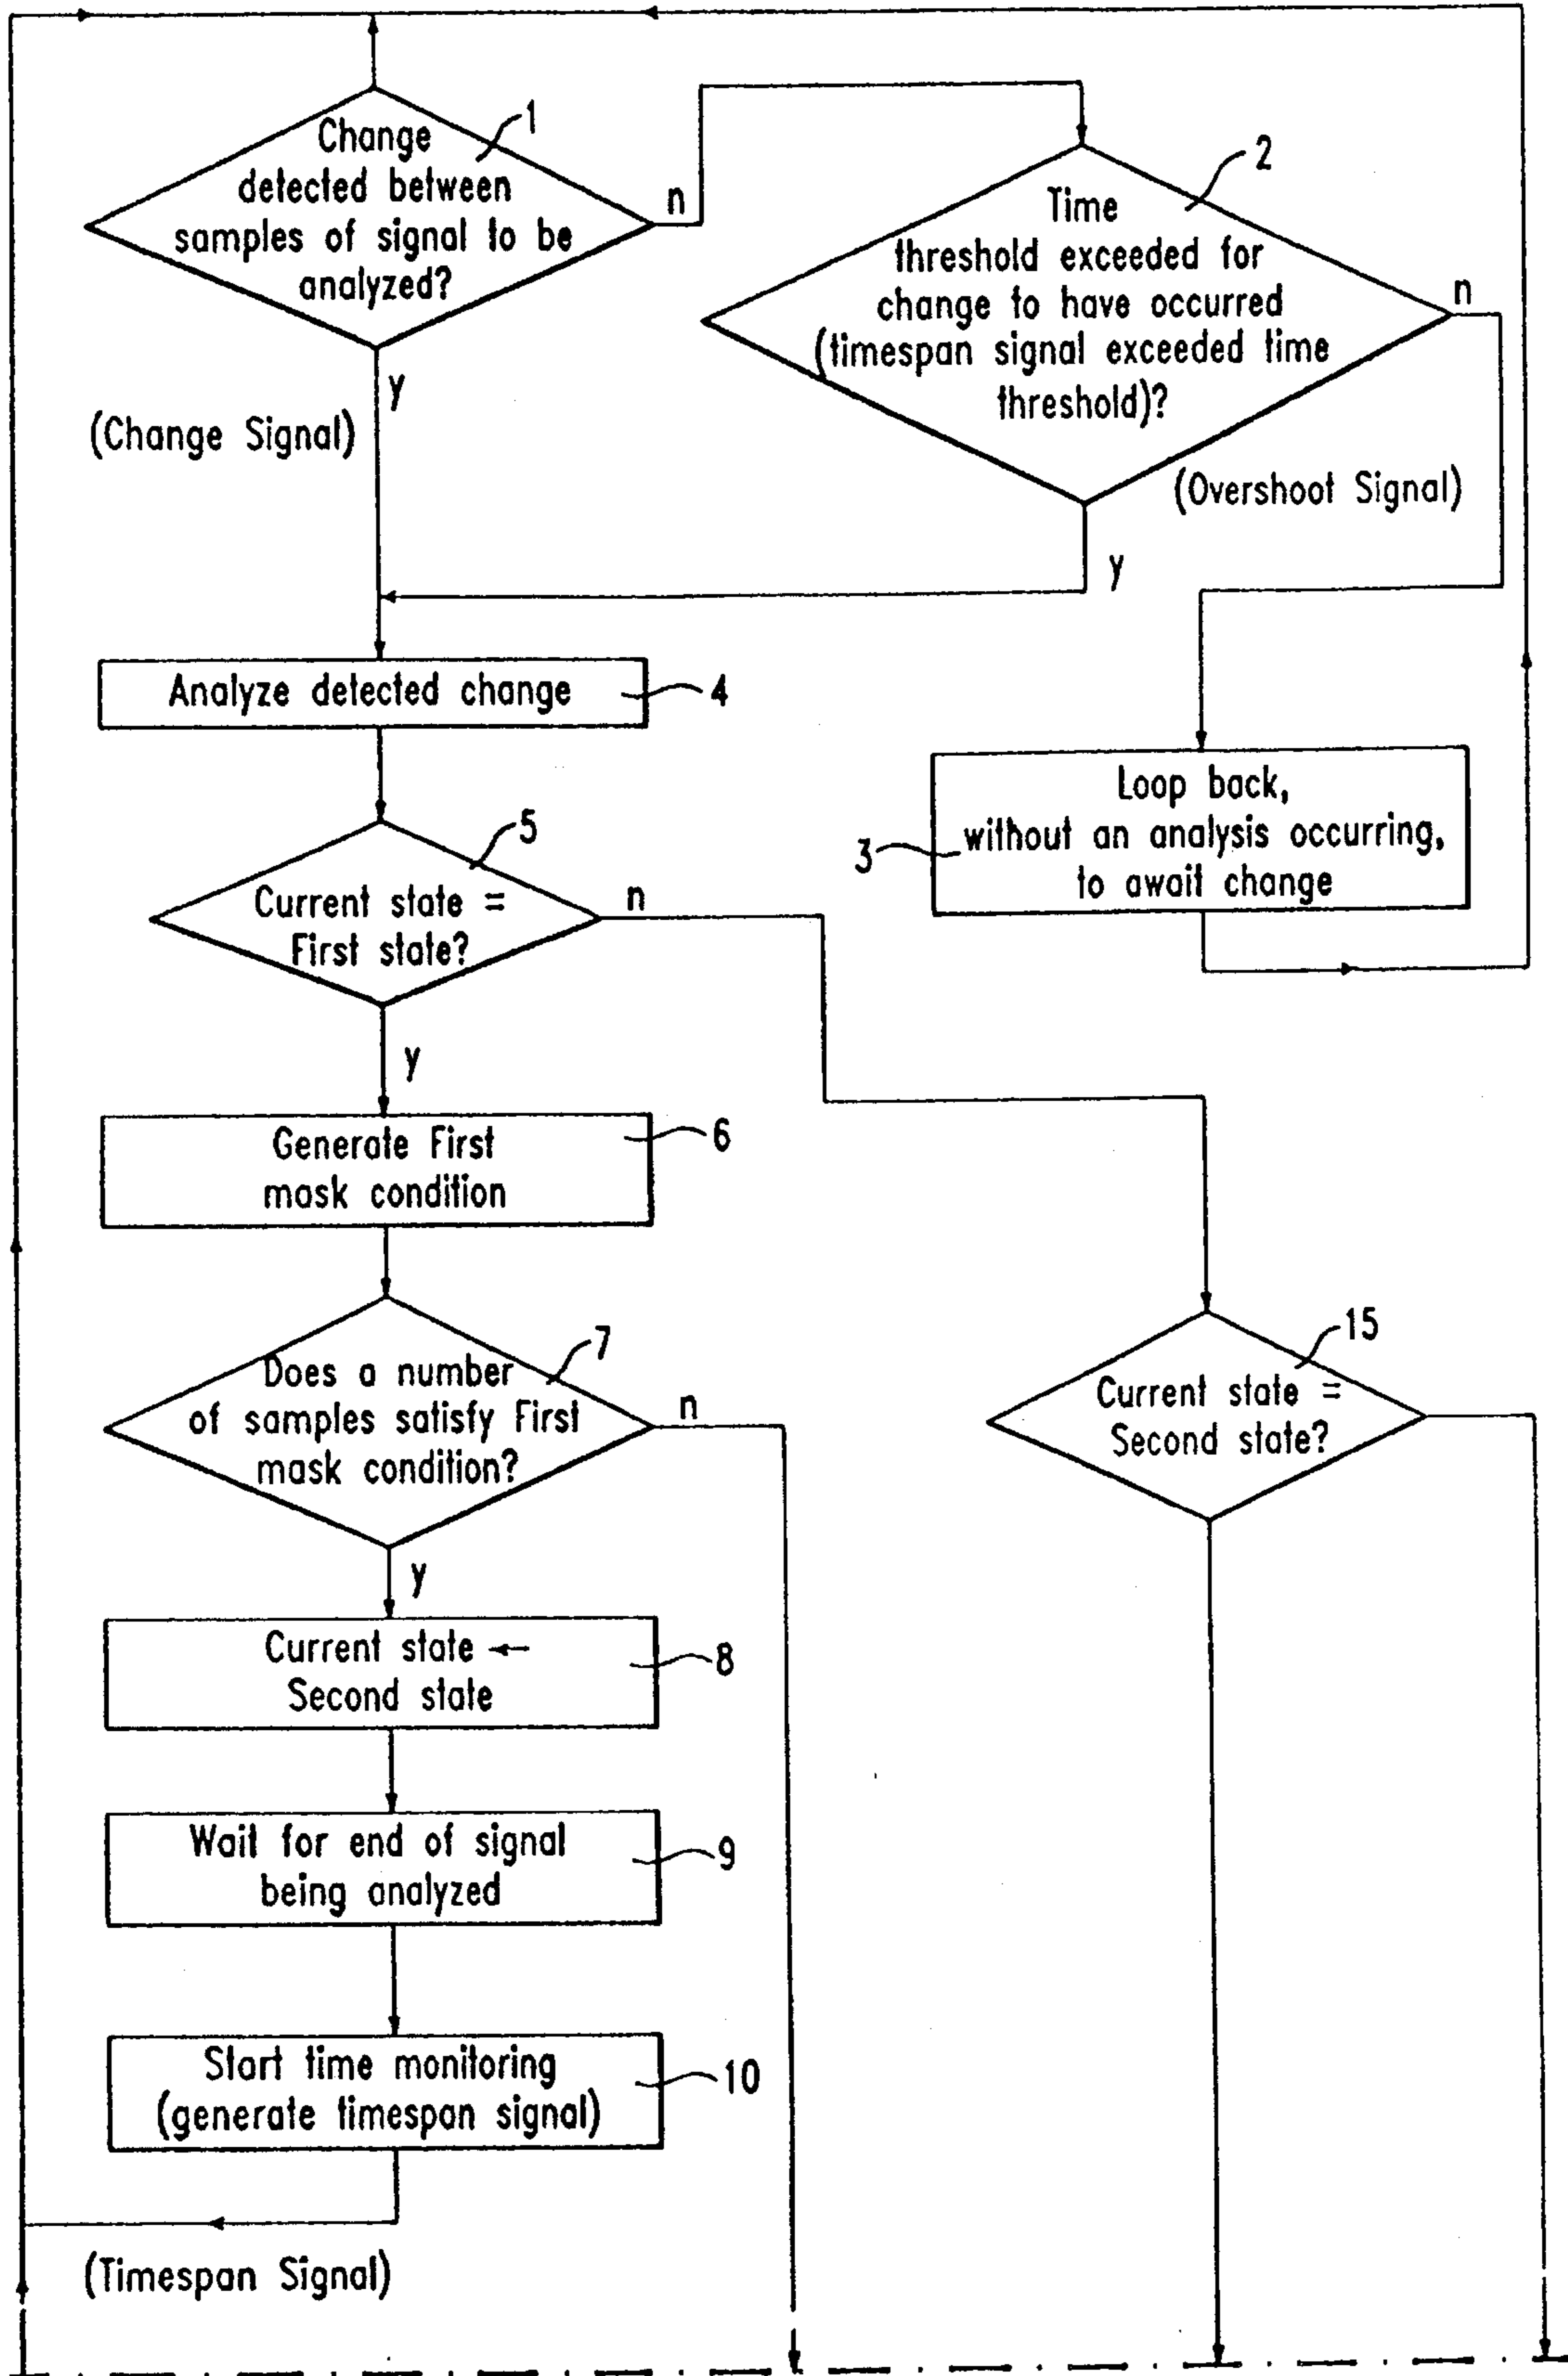 Change
detected between
samples of signal to be
analyzed?
1
n
y
(Change Signal)
2
Time
threshold exceeded for
change to have occurred
(timespan signal exceeded time
threshold)?
n
(Overshoot Signal)
y
Analyze detected change
4
Loop back,
without an analysis occurring,
to await change
3
5
Current state =
First state?
n
y
Generate First
mask condition
6
7
Does a number
of samples satisfy First
mask condition?
n
y
15
Current state =
Second state?
Current state ←
Second state
8
Wait for end of signal
being analyzed
9
Start time monitoring
(generate timespan signal)
10
(Timespan Signal)